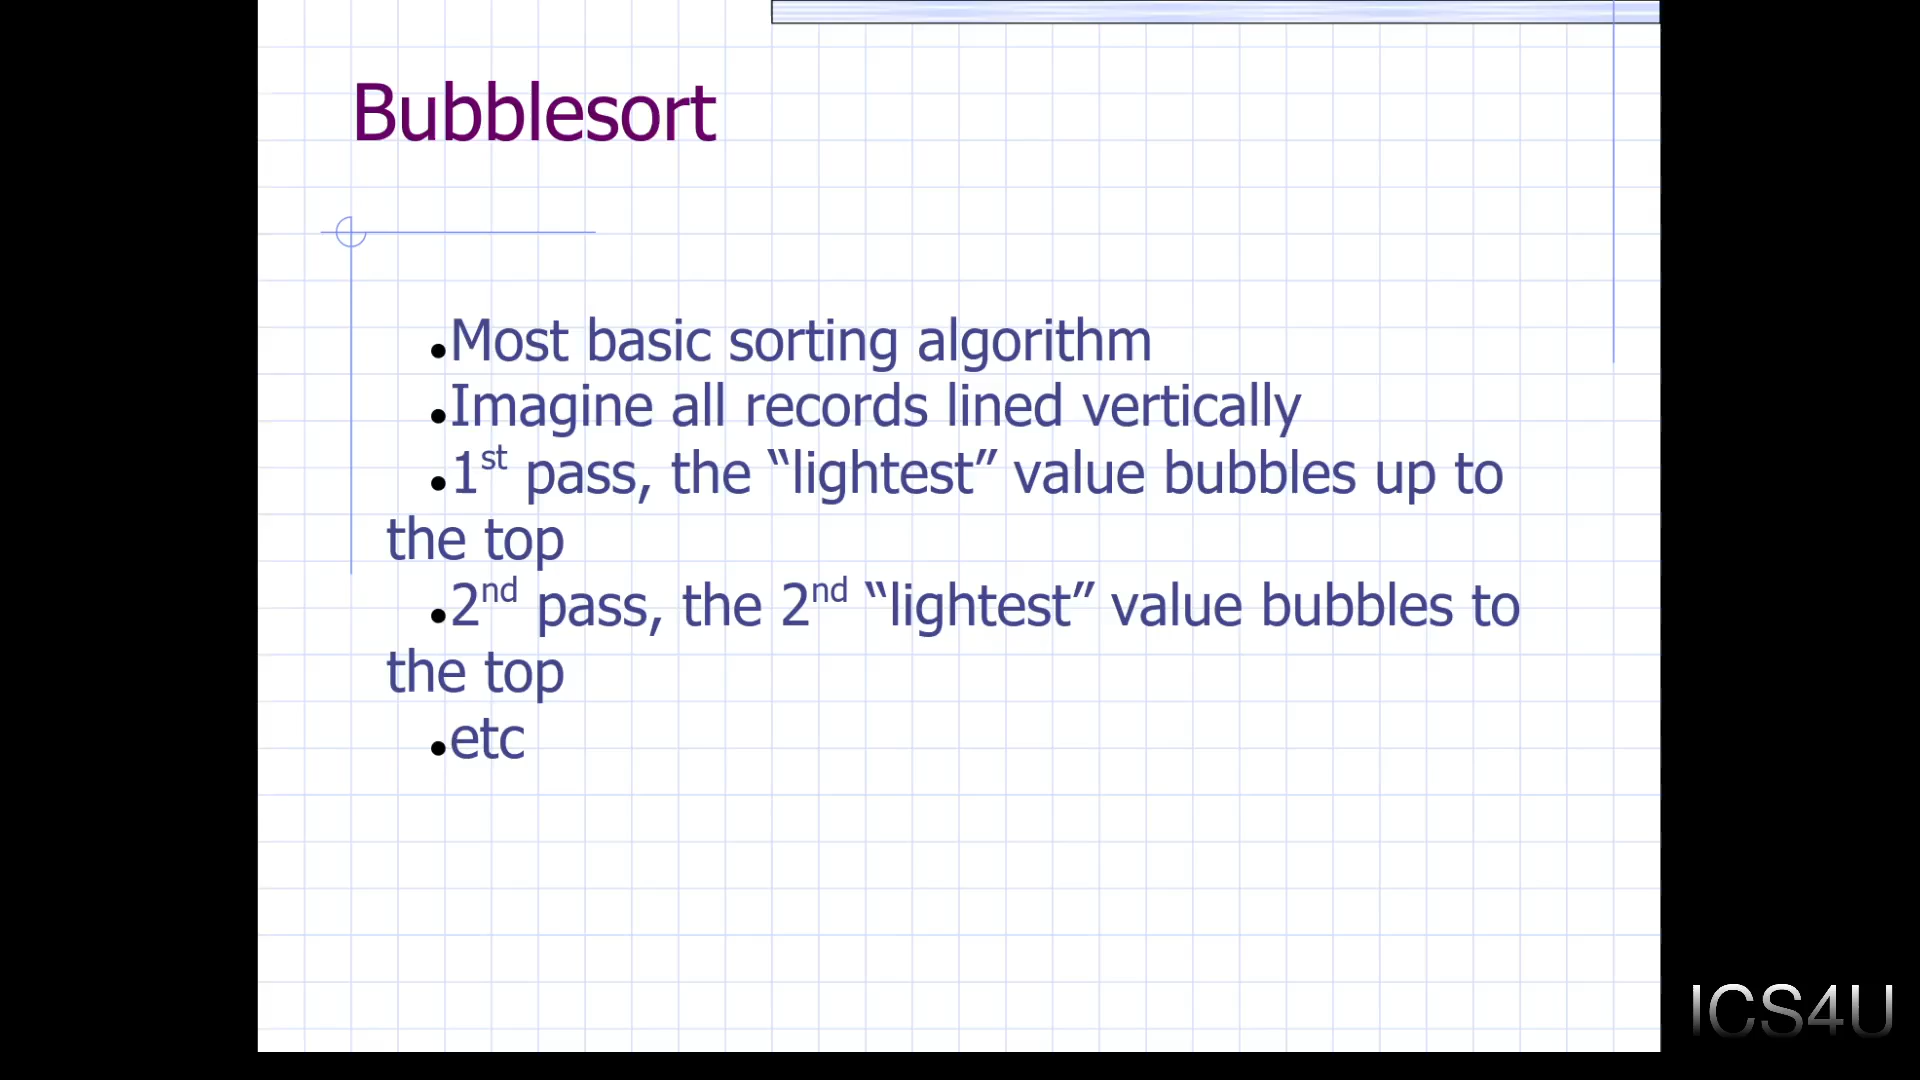 Bubblesort
•Most basic sorting algorithm
•Imagine all records lined vertically
•1st pass, the “lightest” value bubbles up to
the top
•2nd pass, the 2nd “lightest” value bubbles to
the top
•etc
ICS4U